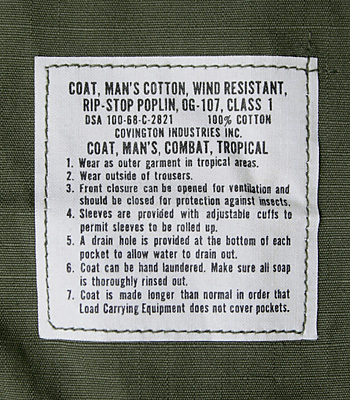 COAT, MAN'S COTTON, WIND RESISTANT,
RIP-STOP POPLIN, OG-107, CLASS 1
DSA 100-68-C-2821 100% COTTON
COVINGTON INDUSTRIES INC.
COAT, MAN'S, COMBAT, TROPICAL
1. Wear as outer garment in tropical areas.
2. Wear outside of trousers.
3. Front closure can be opened for ventilation and
should be closed for protection against insects.
4. Sleeves are provided with adjustable cuffs to
permit sleeves to be rolled up.
5. A drain hole is provided at the bottom of each
pocket to allow water to drain out.
6. Coat can be hand laundered. Make sure all soap
is thoroughly rinsed out.
7. Coat is made longer than normal in order that
Load Carrying Equipment does not cover pockets.